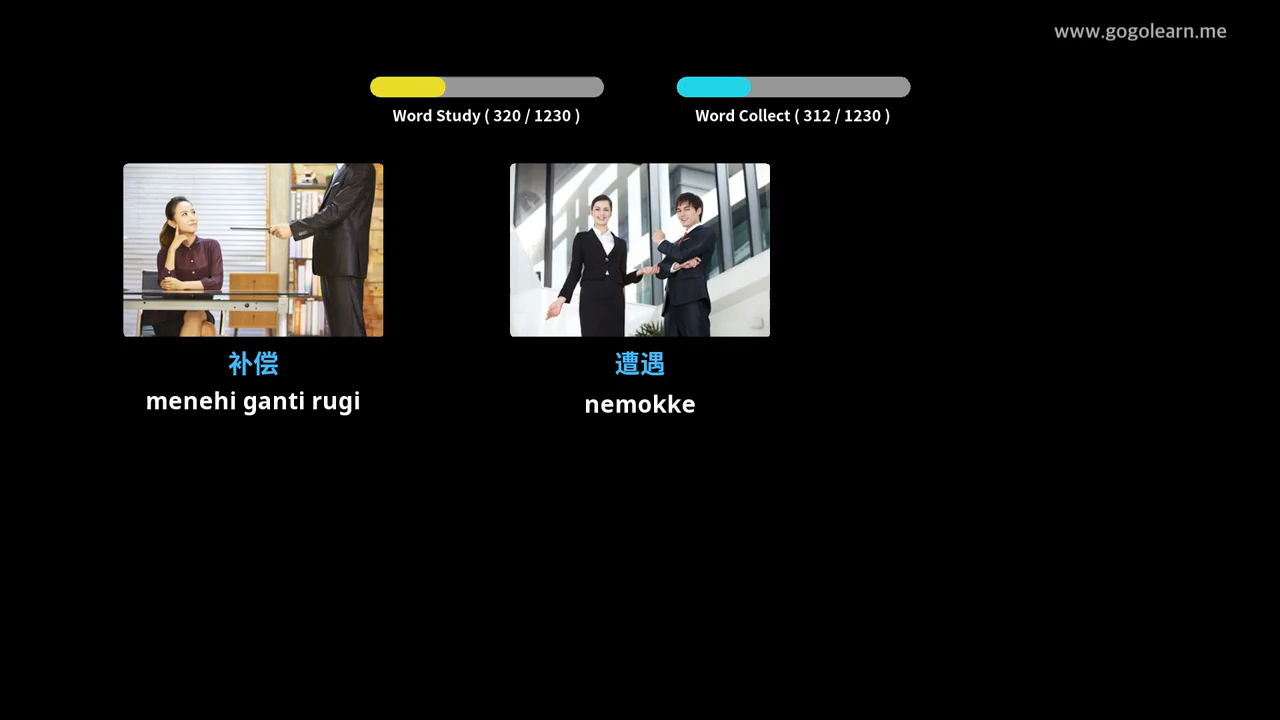 www.gogolearn.me
Word Study ( 320 / 1230 )
Word Collect ( 312 / 1230 )
补偿
遭遇
menehi ganti rugi
nemokke